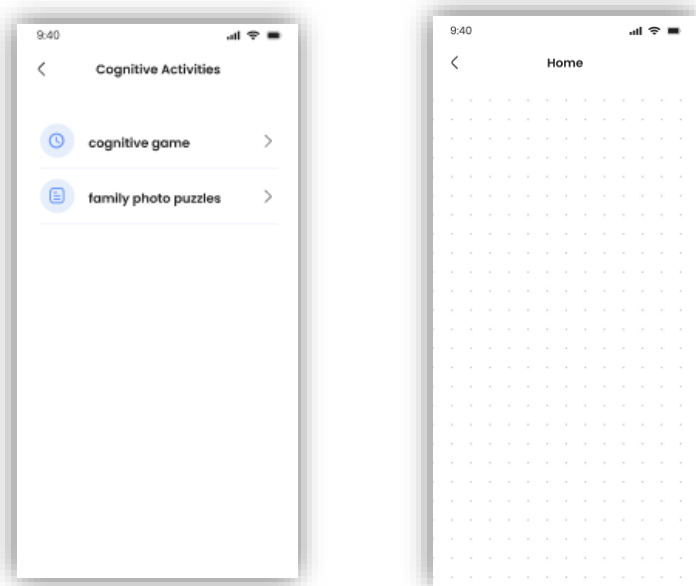 9:40
Cognitive Activities
cognitive game
family photo puzzles
9:40
Home